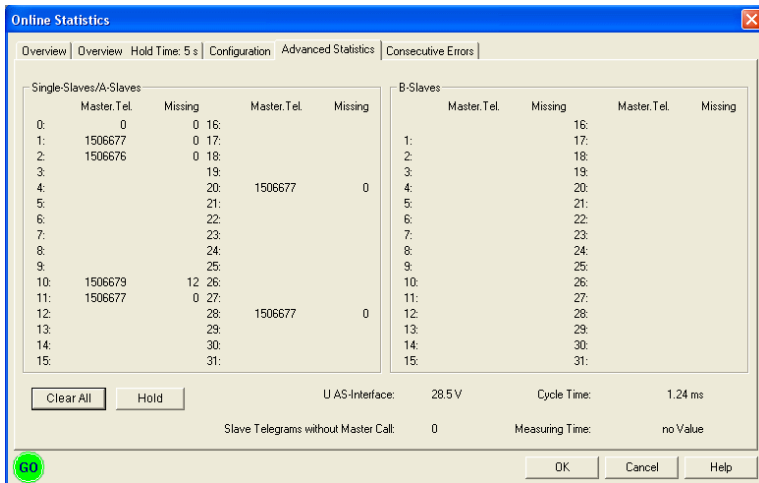 Online Statistics
Overview Overview Hold Time: 5 s Configuration Advanced Statistics Consecutive Errors
Single-Slaves/A-Slaves B-Slaves
Master.Tel. Missing Master.Tel. Missing Master.Tel. Missing Master.Tel. Missing
0: 0 0 16: 16:
1: 1506677 0 17: 1: 17:
2: 1506676 0 18: 2: 18:
3: 19: 3: 19:
4: 20: 1506677 0 4: 20:
5: 21: 5: 21:
6: 22: 6: 22:
7: 23: 7: 23:
8: 24: 8: 24:
9: 25: 9: 25:
10: 1506679 12 26: 10: 26:
11: 1506677 0 27: 11: 27:
12: 28: 1506677 0 12: 28:
13: 29: 13: 29:
14: 30: 14: 30:
15: 31: 15: 31:
Clear All Hold U AS-Interface: 28.5 V Cycle Time: 1.24 ms
Slave Telegrams without Master Call: 0 Measuring Time: no Value
GO OK Cancel Help